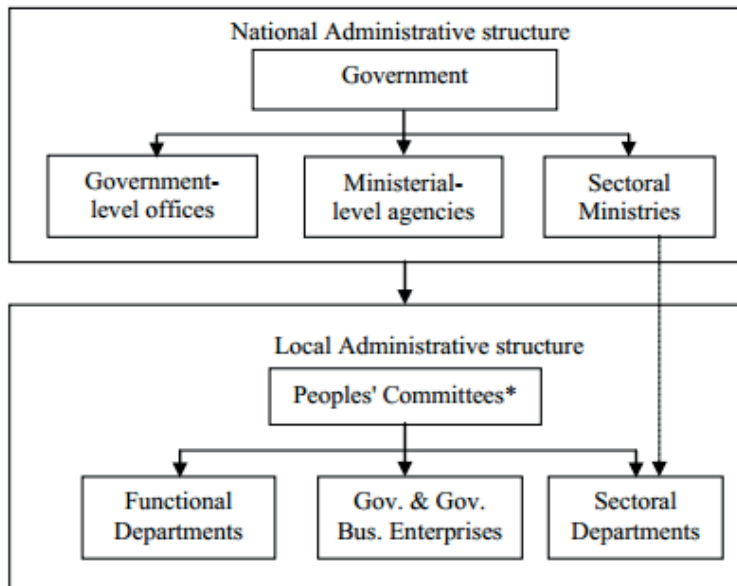 National Administrative structure
Government
Government-
level offices
Ministerial-
level agencies
Sectoral
Ministries
Local Administrative structure
Peoples' Committees*
Functional
Departments
Gov. & Gov.
Bus. Enterprises
Sectoral
Departments